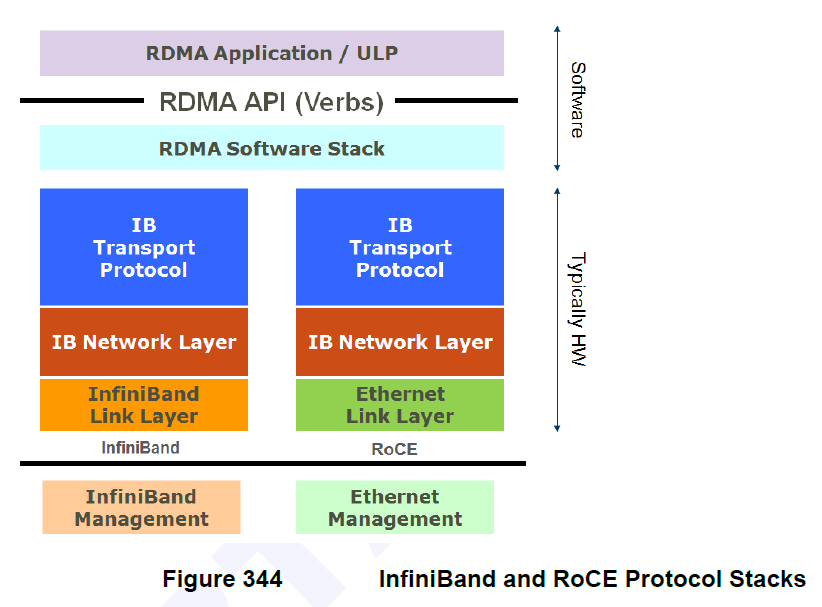 RDMA Application / ULP
RDMA API (Verbs)
RDMA Software Stack
Software
IB
Transport
Protocol
IB
Transport
Protocol
IB Network Layer
IB Network Layer
InfiniBand
Link Layer
Ethernet
Link Layer
Typically HW
InfiniBand
RoCE
InfiniBand
Management
Ethernet
Management
Figure 344 InfiniBand and RoCE Protocol Stacks